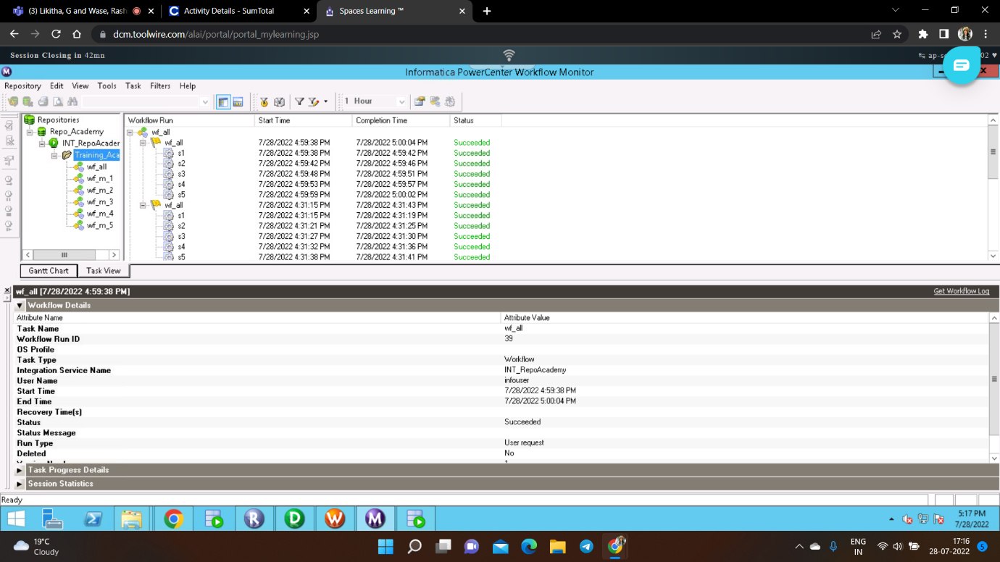 (3) Likitha, G and Wase, Rash
Activity Details - SumTotal
Spaces Learning ™
dcm.toolwire.com/alai/portal/portal_mylearning.jsp
Session Closing in 42mn
Informatica PowerCenter Workflow Monitor
Repository Edit View Tools Task Filters Help
1 Hour
Repositories
Repo_Academy
INT_RepoAcader
Training_Aca
wf_all
wf_m_1
wf_m_2
wf_m_3
wf_m_4
wf_m_5
Workflow Run Start Time Completion Time Status
wf_all
wf_all 7/28/2022 4:59:38 PM 7/28/2022 5:00:04 PM Succeeded
s1 7/28/2022 4:59:38 PM 7/28/2022 4:59:42 PM Succeeded
s2 7/28/2022 4:59:42 PM 7/28/2022 4:59:46 PM Succeeded
s3 7/28/2022 4:59:48 PM 7/28/2022 4:59:51 PM Succeeded
s4 7/28/2022 4:59:53 PM 7/28/2022 4:59:57 PM Succeeded
s5 7/28/2022 4:59:59 PM 7/28/2022 5:00:02 PM Succeeded
wf_all 7/28/2022 4:31:15 PM 7/28/2022 4:31:43 PM Succeeded
s1 7/28/2022 4:31:15 PM 7/28/2022 4:31:19 PM Succeeded
s2 7/28/2022 4:31:21 PM 7/28/2022 4:31:25 PM Succeeded
s3 7/28/2022 4:31:27 PM 7/28/2022 4:31:30 PM Succeeded
s4 7/28/2022 4:31:32 PM 7/28/2022 4:31:36 PM Succeeded
s5 7/28/2022 4:31:38 PM 7/28/2022 4:31:41 PM Succeeded
Gantt Chart Task View
wf_all [7/28/2022 4:59:38 PM] Get Workflow Log
Workflow Details
Attribute Name Attribute Value
Task Name wf_all
Workflow Run ID 39
OS Profile
Task Type Workflow
Integration Service Name INT_RepoAcademy
User Name infouser
Start Time 7/28/2022 4:59:38 PM
End Time 7/28/2022 5:00:04 PM
Recovery Time(s)
Status Succeeded
Status Message
Run Type User request
Deleted No
Task Progress Details
Session Statistics
Ready
5:17 PM
7/28/2022
19°C
Cloudy
ENG
IN
17:16
28-07-2022
5